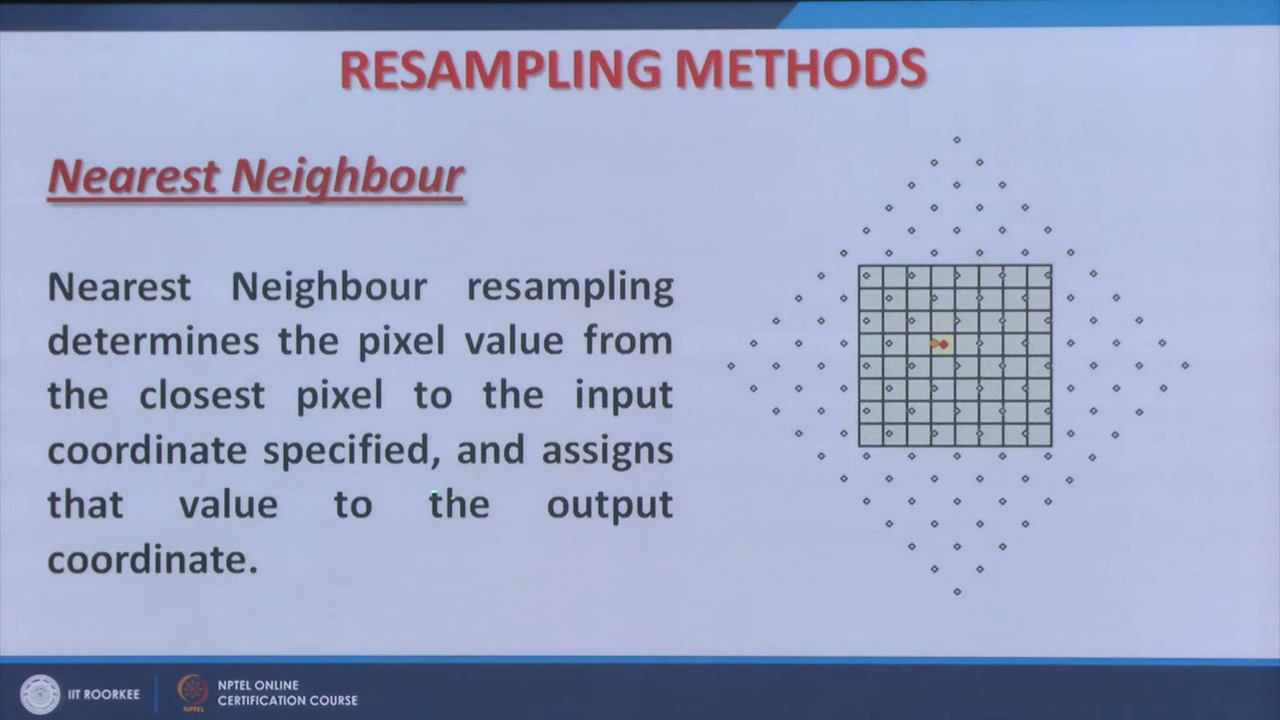 RESAMPLING METHODS
Nearest Neighbour
Nearest Neighbour resampling
determines the pixel value from
the closest pixel to the input
coordinate specified, and assigns
that value to the output
coordinate.
IIT ROORKEE
NPTEL
NPTEL ONLINE
CERTIFICATION COURSE